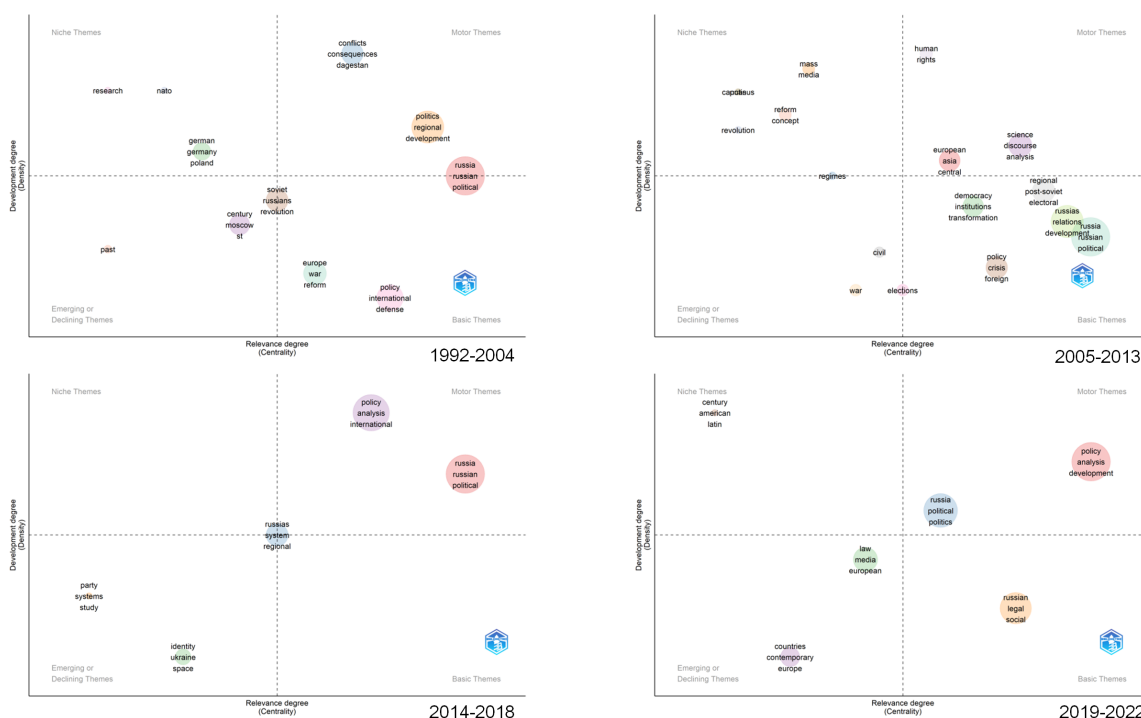 Niche Themes
Motor Themes
conflicts
consequences
dagestan
research
nato
politics
regional
development
german
germany
poland
russia
russian
political
soviet
russians
revolution
century
moscow
st
past
europe
war
reform
policy
international
defense
Emerging or
Declining Themes
Basic Themes
Development degree
(Density)
Relevance degree
(Centrality)
1992-2004
Niche Themes
Motor Themes
human
rights
mass
media
reform
concept
revolution
science
discourse
analysis
european
asia
central
regimes
regional
post-soviet
electoral
democracy
institutions
transformation
russias
relations
development
russia
russian
political
civil
policy
crisis
foreign
war
elections
Emerging or
Declining Themes
Basic Themes
Development degree
(Density)
Relevance degree
(Centrality)
2005-2013
Niche Themes
Motor Themes
policy
analysis
international
russia
russian
political
russias
system
regional
party
systems
study
identity
ukraine
space
Emerging or
Declining Themes
Basic Themes
Development degree
(Density)
Relevance degree
(Centrality)
2014-2018
Niche Themes
Motor Themes
century
american
latin
policy
analysis
development
russia
political
politics
law
media
european
russian
legal
social
countries
contemporary
europe
Emerging or
Declining Themes
Basic Themes
Development degree
(Density)
Relevance degree
(Centrality)
2019-2022